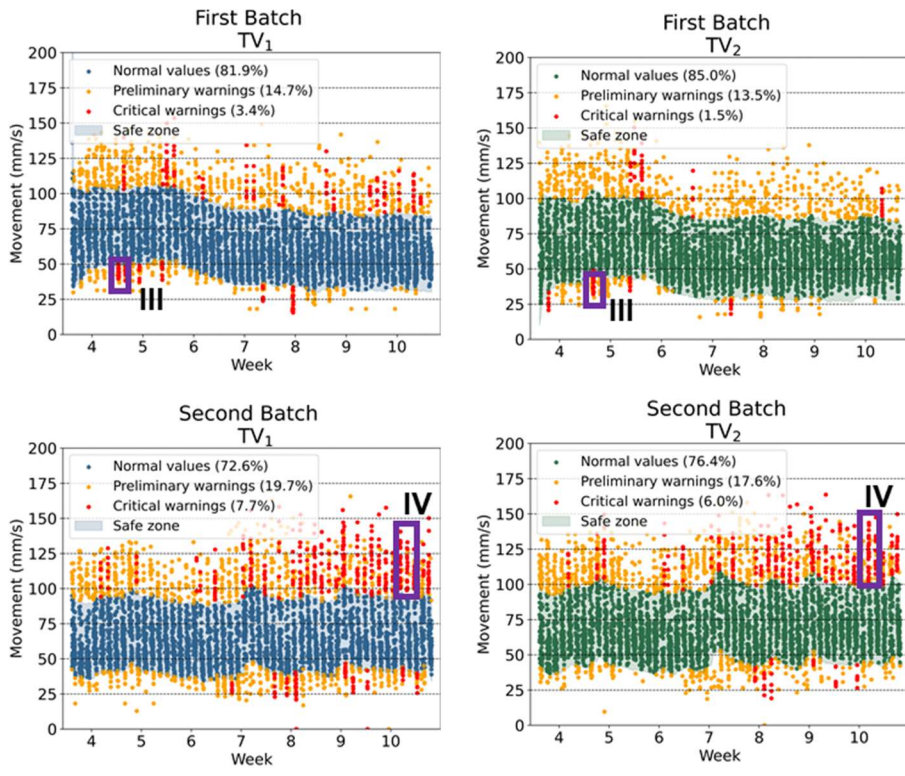 First Batch
TV1
200
175
150
125
100
75
50
25
0
Movement (mm/s)
Normal values (81.9%)
Preliminary warnings (14.7%)
Critical warnings (3.4%)
Safe zone
III
4 5 6 7 8 9 10
Week
First Batch
TV2
200
175
150
125
100
75
50
25
0
Movement (mm/s)
Normal values (85.0%)
Preliminary warnings (13.5%)
Critical warnings (1.5%)
Safe zone
III
4 5 6 7 8 9 10
Week
Second Batch
TV1
200
175
150
125
100
75
50
25
0
Movement (mm/s)
Normal values (72.6%)
Preliminary warnings (19.7%)
Critical warnings (7.7%)
Safe zone
IV
4 5 6 7 8 9 10
Week
Second Batch
TV2
200
175
150
125
100
75
50
25
0
Movement (mm/s)
Normal values (76.4%)
Preliminary warnings (17.6%)
Critical warnings (6.0%)
Safe zone
IV
4 5 6 7 8 9 10
Week